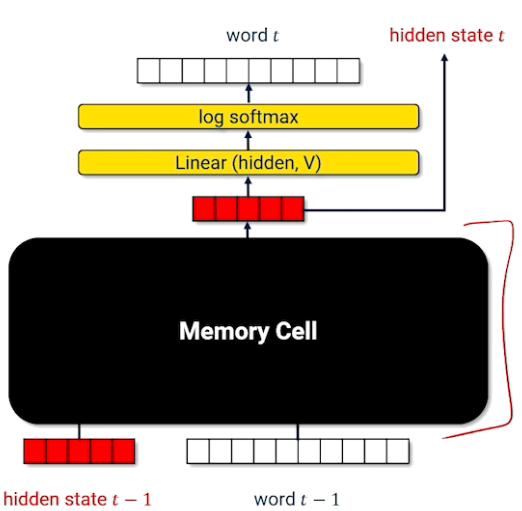 word t hidden state t
log softmax
Linear (hidden, V)
Memory Cell
hidden state t − 1 word t − 1